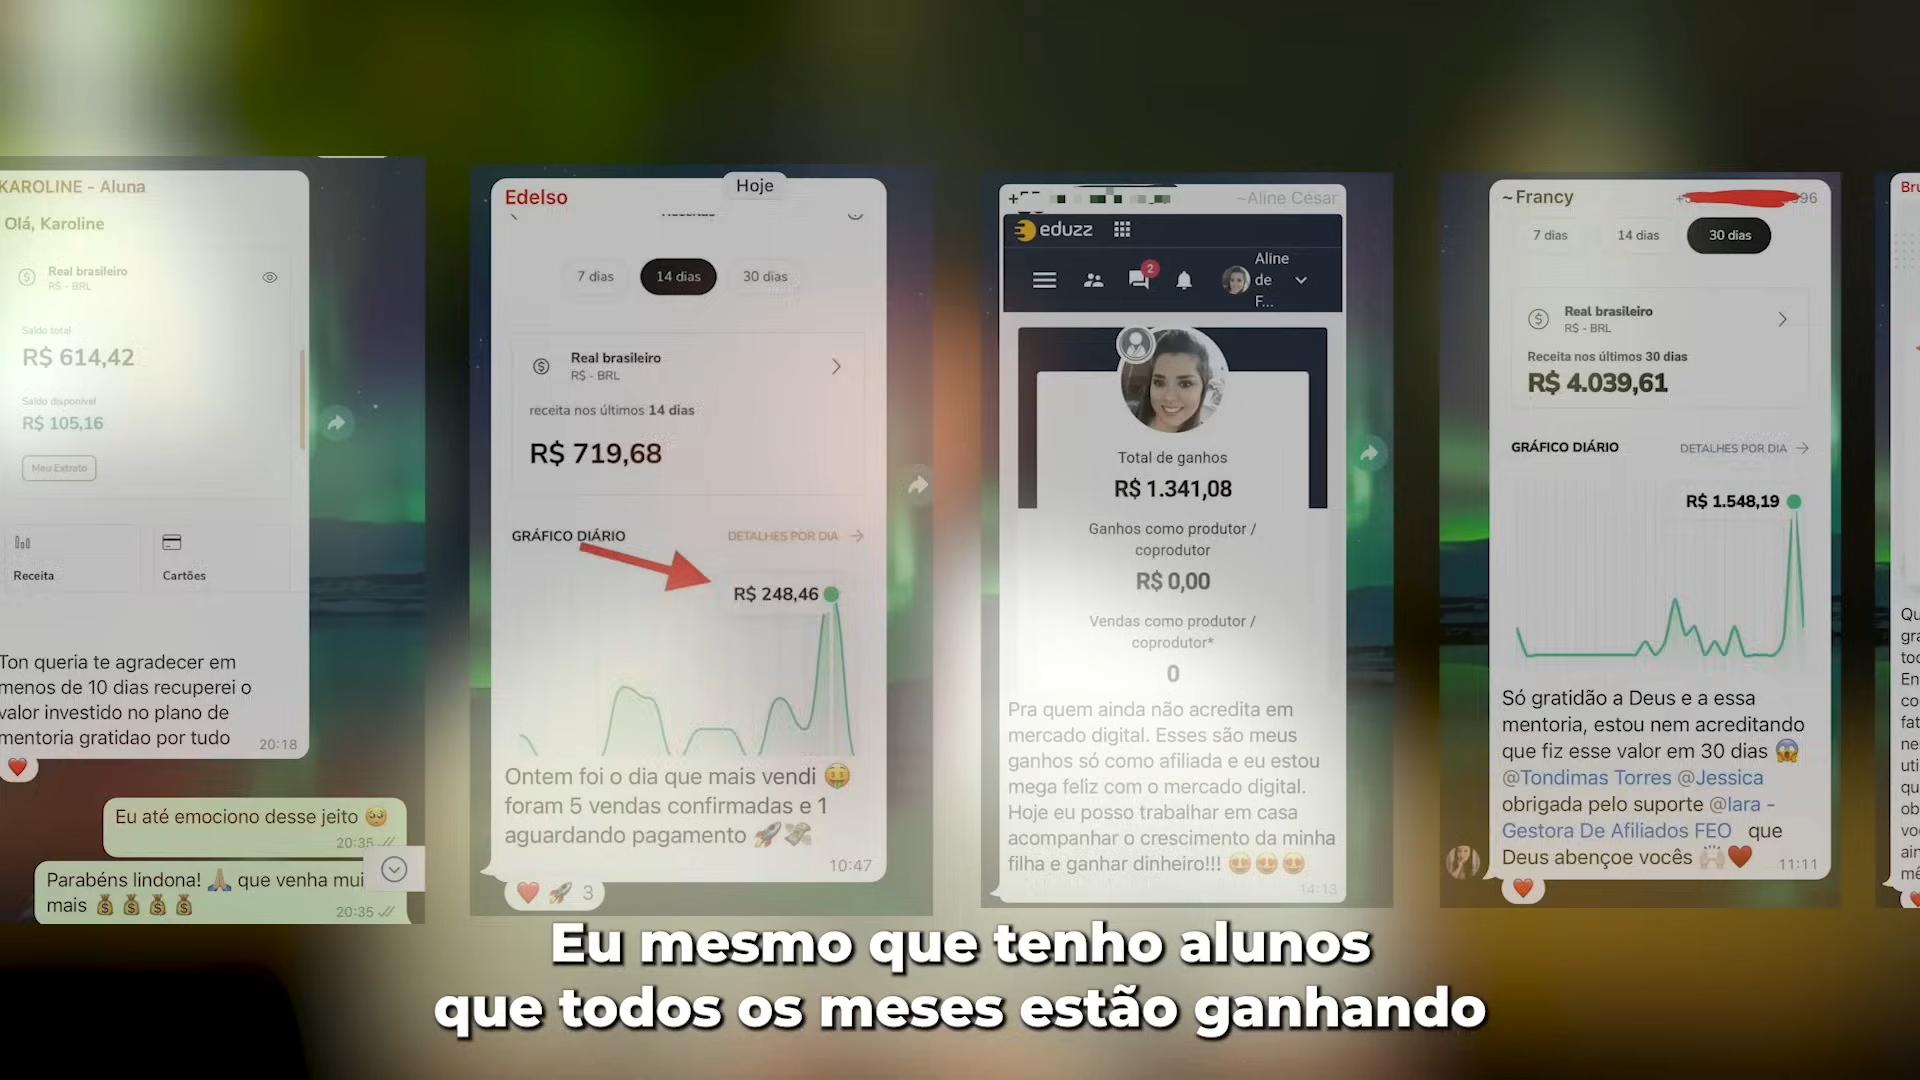 KAROLINE - Aluna
Olá, Karoline
Real brasileiro
R$ - BRL
Saldo total
R$ 614,42
Saldo disponível
R$ 105,16
Meu Extrato
Receita
Cartões
Ton queria te agradecer em
menos de 10 dias recuperei o
valor investido no plano de
mentoria gratidao por tudo
20:18
Eu até emociono desse jeito 🥺
20:35
Parabéns lindona! 🙏 que venha mui
mais 💰 💰 💰 💰
20:35
Hoje
Edelso
7 dias
14 dias
30 dias
Real brasileiro
R$ - BRL
receita nos últimos 14 dias
R$ 719,68
GRÁFICO DIÁRIO
DETALHES POR DIA
R$ 248,46
Ontem foi o dia que mais vendi 🤑
foram 5 vendas confirmadas e 1
aguardando pagamento 🚀💸
10:47
❤️ 🚀 3
~Aline César
eduzz
2
Aline
de
F...
Total de ganhos
R$ 1.341,08
Ganhos como produtor /
coprodutor
R$ 0,00
Vendas como produtor /
coprodutor*
0
Pra quem ainda não acredita em
mercado digital. Esses são meus
ganhos só como afiliada e eu estou
mega feliz com o mercado digital.
Hoje eu posso trabalhar em casa
acompanhar o crescimento da minha
filha e ganhar dinheiro!!! 😍😍😍
14:13
~Francy
96
7 dias
14 dias
30 dias
Real brasileiro
R$ - BRL
Receita nos últimos 30 dias
R$ 4.039,61
GRÁFICO DIÁRIO
DETALHES POR DIA
R$ 1.548,19
Só gratidão a Deus e a essa
mentoria, estou nem acreditando
que fiz esse valor em 30 dias 😱
@Tondimas Torres @Jessica
obrigada pelo suporte @Iara -
Gestora De Afiliados FEO que
Deus abençoe vocês 🙌🏻❤️
11:11
Eu mesmo que tenho alunos
que todos os meses estão ganhando